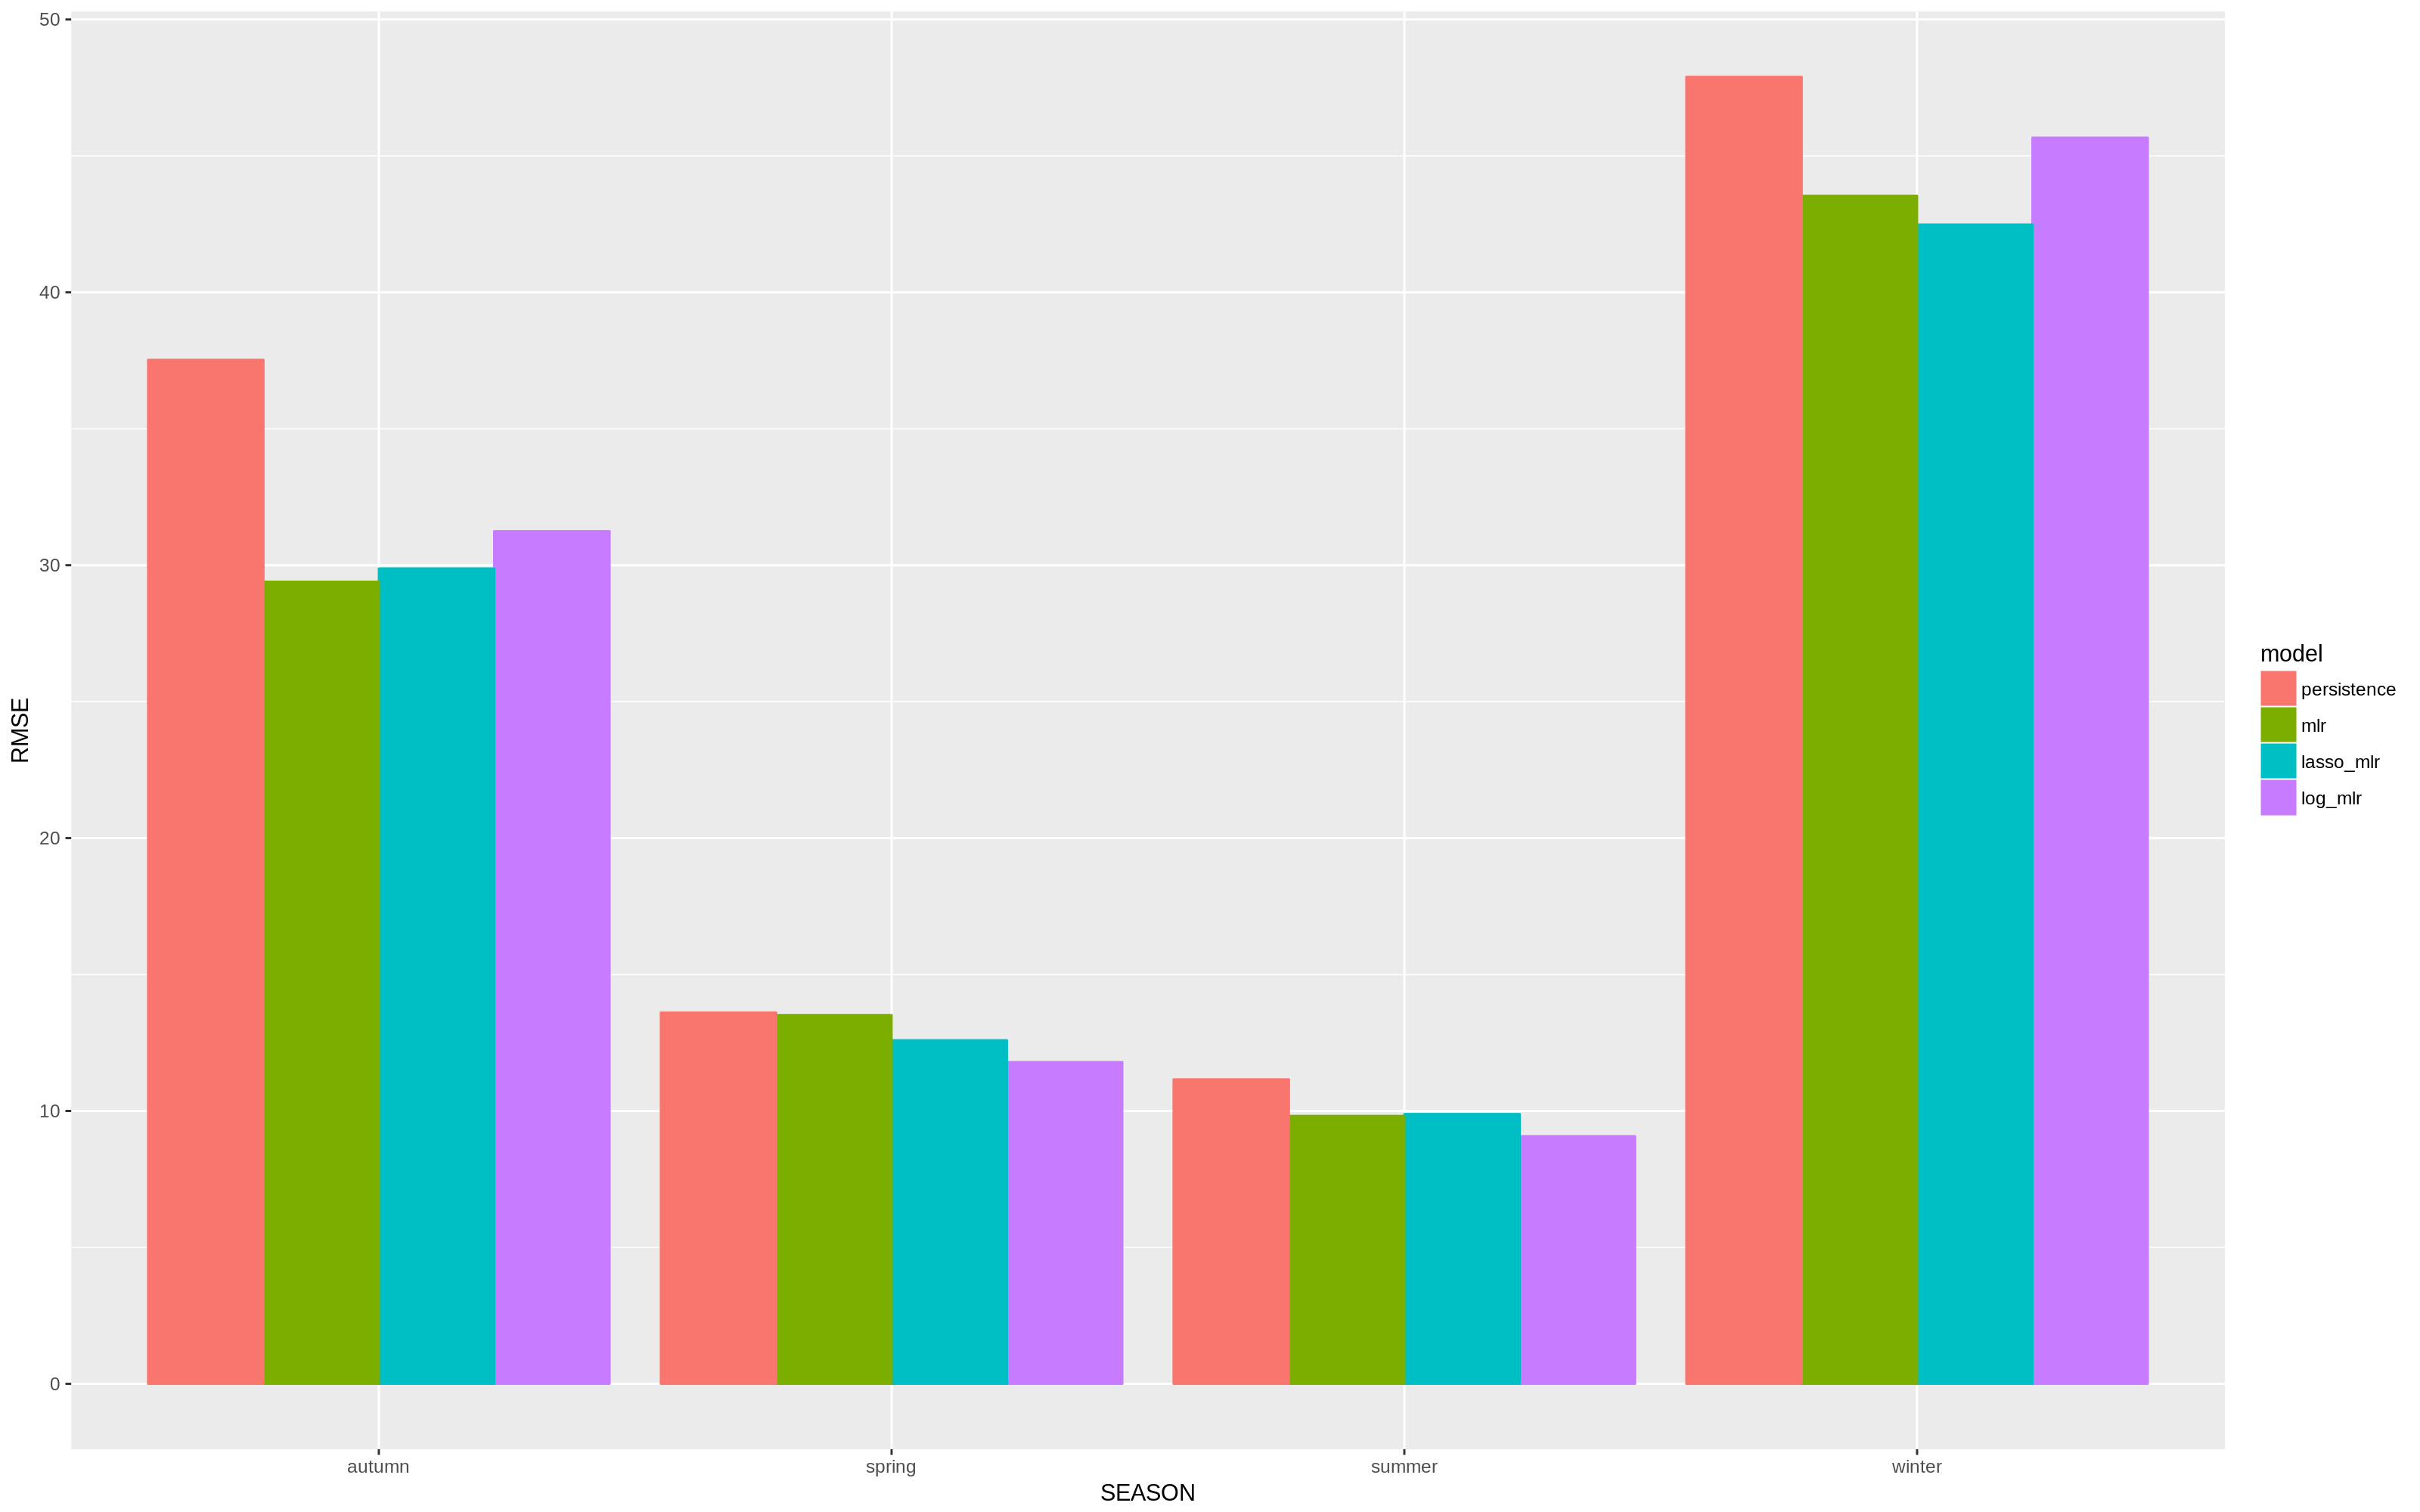 50
40
30
20
10
0
RMSE
autumn
spring
summer
winter
SEASON
model
persistence
mlr
lasso_mlr
log_mlr